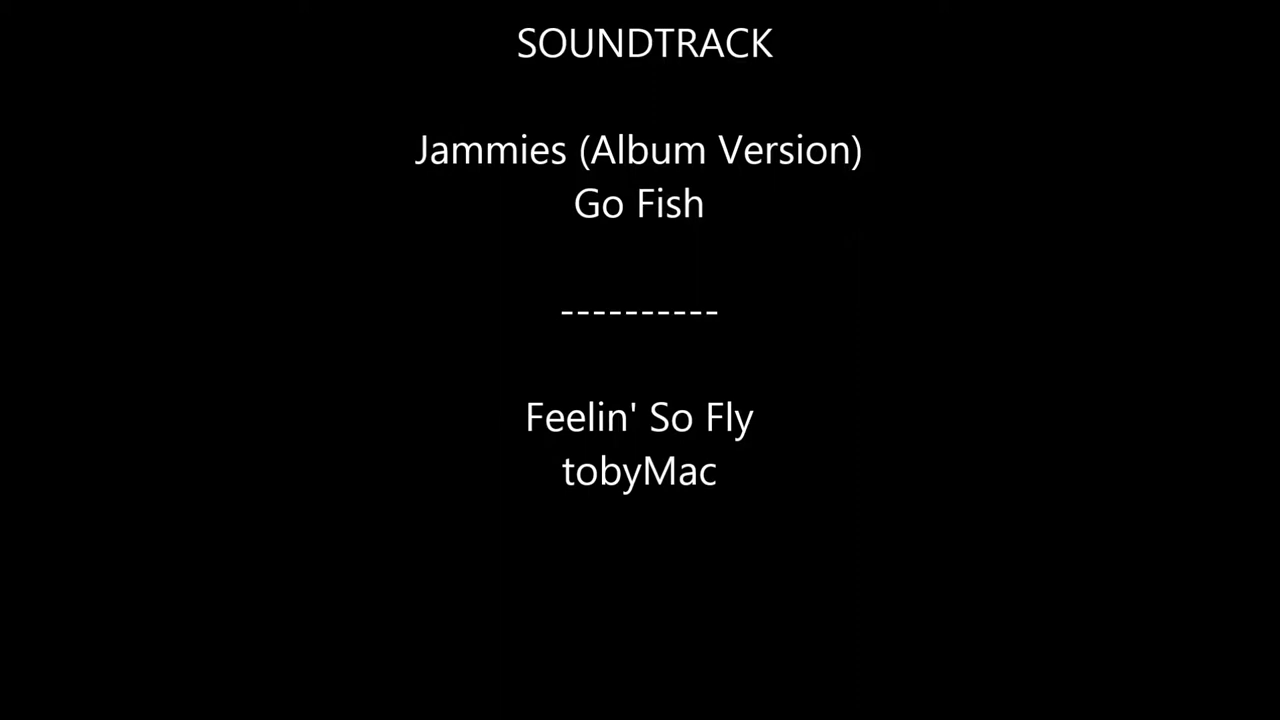 SOUNDTRACK
Jammies (Album Version)
Go Fish
----------
Feelin' So Fly
tobyMac